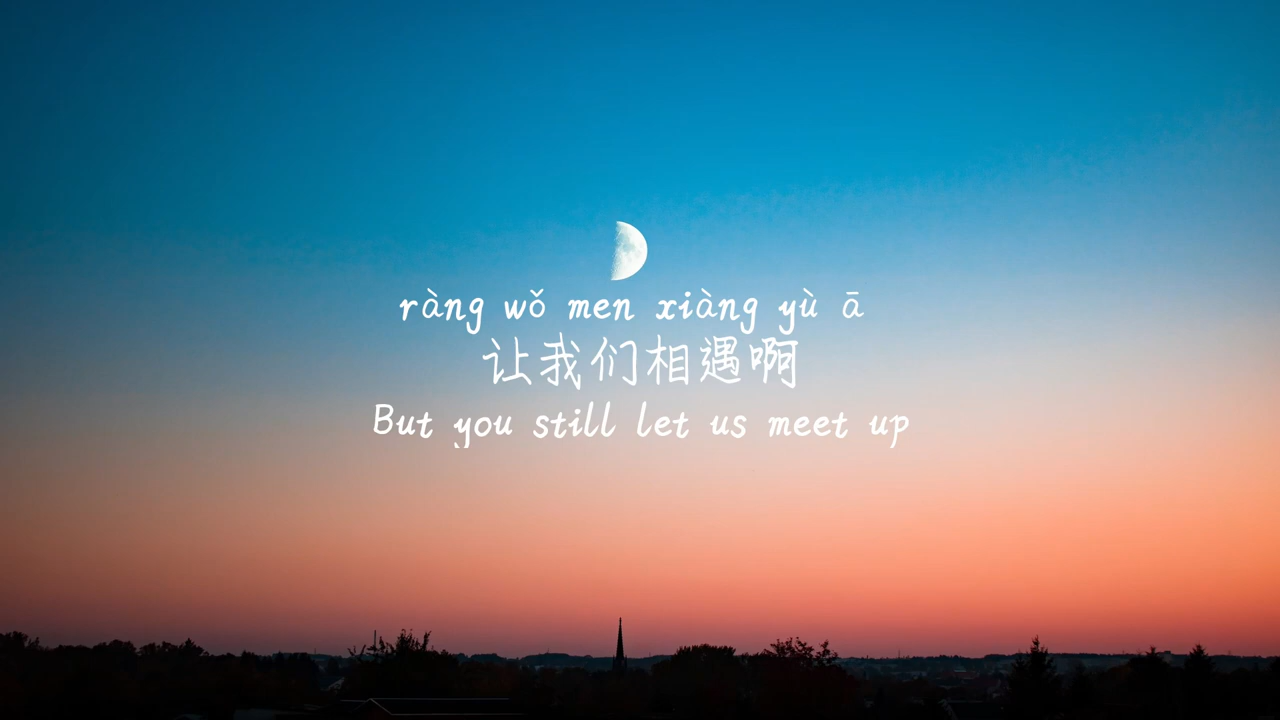 ràng wǒ men xiàng yù ā
让我们相遇啊
But you still let us meet up